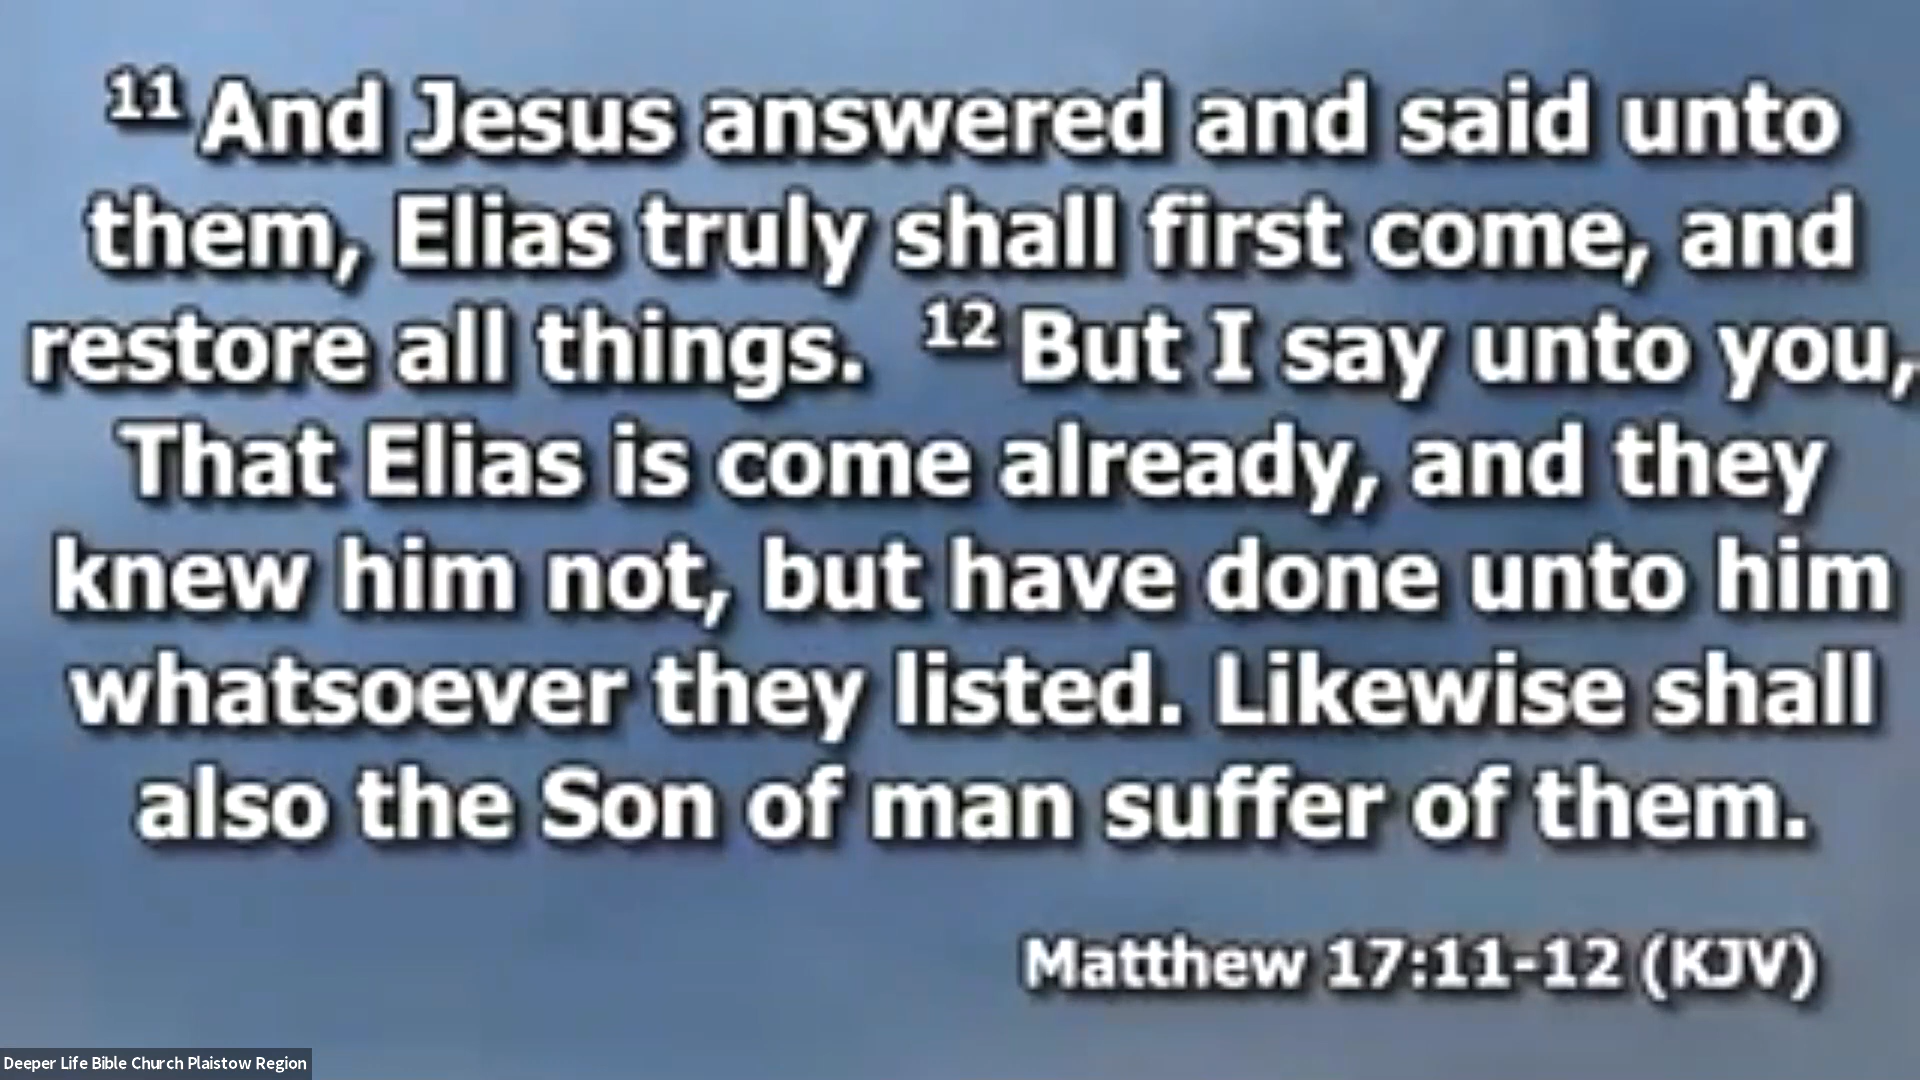 11 And Jesus answered and said unto
them, Elias truly shall first come, and
restore all things. 12 But I say unto you,
That Elias is come already, and they
knew him not, but have done unto him
whatsoever they listed. Likewise shall
also the Son of man suffer of them.
Matthew 17:11-12 (KJV)
Deeper Life Bible Church Plaistow Region